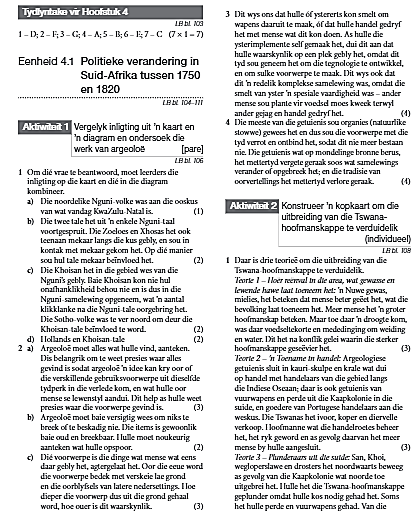 Tydlyntake vir Hoofstuk 4
LB bl. 103
1 – D; 2 – F; 3 – G; 4 – A; 5 – B; 6 – E; 7 – C (7 x 1 = 7)
Eenheid 4.1 Politieke verandering in
Suid-Afrika tussen 1750
en 1820
LB bl. 104–111
Aktiwiteit 1 Vergelyk inligting uit 'n kaart en
'n diagram en ondersoek die
werk van argeoloë [pare]
LB bl. 106
1 Om dié vrae te beantwoord, moet leerders die
inligting op die kaart en dié in die diagram
kombineer.
a) Die noordelike Nguni-volke was aan die ookus
van wat vandag KwaZulu-Natal is. (1)
b) Die twee tale het uit 'n enkele Nguni-taal
voortgespruit. Die Zoeloes en Xhosas het ook
teenaan mekaar langs die kus gebly, en sou in
kontak met mekaar gekom het. Op dié manier
sou hul tale mekaar beïnvloed het. (2)
c) Die Khoisan het in die gebied wes van die
Nguni's gebly. Baie Khoisan kon nie hul
onafhanklikheid behou nie en is dus in die
Nguni-samelewing opgeneem, wat 'n aantal
klikklanke na die Nguni-tale oorgebring het.
Die Sotho-volke was te ver noord om deur die
Khoisan-tale beïnvloed te word. (2)
d) Hollands en Khoisan-tale (2)
2 a) Argeoloë moet alles wat hulle vind, aanteken.
Dis belangrik om te weet presies waar alles
gevind is sodat argeoloë 'n idee kan kry oor of
die verskillende gebruiksvoorwerpe uit dieselfde
tydperk in die verlede kom, en wat hulle oor
mense se lewenstyl aandui. Dit help as hulle weet
presies waar die voorwerpe gevind is. (3)
b) Argeoloë moet baie versigtig wees om niks te
breek of te beskadig nie. Die items is gewoonlik
baie oud en breekbaar. Hulle moet noukeurig
aanteken wat hulle opspoor. (2)
c) Dié voorwerpe is die dinge wat mense wat eens
daar gebly het, agtergelaat het. Oor die eeue word
die voorwerpe bedek met verskeie lae grond
en die oorblyfsels van latere nedersettings. Hoe
dieper die voorwerp dus uit die grond gehaal
word, hoe ouer is dit waarskynlik. (3)
3 Dit wys ons dat hulle óf ystererts kon smelt om
wapens daaruit te maak, óf dat hulle handel gedryf
het met mense wat dit kon doen. As hulle die
ysterimplemente self gemaak het, dui dit aan dat
hulle waarskynlik op een plek gebly het, omdat dit
tyd sou geneem het om die tegnologie te ontwikkel,
en om sulke voorwerpe te maak. Dit wys ook dat
dit 'n redelik komplekse samelewing was, omdat die
smelt van yster 'n spesiale vaardigheid was – ander
mense sou plante vir voedsel moes kweek terwyl
ander gejag en handel gedryf het. (4)
4 Die meeste van die getuienis sou organies (natuurlike
stowwe) gewees het en dus sou die voorwerpe met die
tyd verrot en ontbind het, sodat dit nie meer bestaan
nie. Die getuienis wat op mondelinge bronne berus,
het mettertyd vergete geraak soos wat samelewings
verander of opgebreek het; en die tradisie van
oorvertellings het mettertyd verlore geraak. (4)
Aktiwiteit 2 Konstrueer 'n kopkaart om die
uitbreiding van die Tswana-
hoofmanskappe te verduidelik
(individueel)
LB bl. 108
1 Daar is drie teorieë om die uitbreiding van die
Tswana-hoofmanskappe te verduidelik.
Teorie 1 – Hoër reënval in die area, wat gewasse en
lewende hawe laat toeneem het: 'n Nuwe gewas,
mielies, het beteken dat mense beter geëet het, wat die
bevolking laat toeneem het. Meer mense het 'n groter
hoofmanskap beteken. Maar toe daar 'n droogte kom,
was daar voedseltekorte en mededinging om weiding
en water. Dit het na konflik gelei waarin die sterker
hoofmanskappe geseëvier het. (3)
Teorie 2 – 'n Toename in handel: Argeologiese
getuienis sluit in kauri-skulpe en krale wat dui
op handel met handelaars van die gebied langs
die Indiese Oseaan; daar is ook getuienis van
vuurwapens en perde uit die Kaapkolonie in die
suide, en goedere van Portugese handelaars aan die
weskus. Die Tswanas het ivoor, koper en diervelle
verkoop. Hoofmanne wat die handelroetes beheer
het, het ryk geword en as gevolg daarvan het meer
mense by hulle aangesluit. (3)
Teorie 3 – Plunderaars uit die suide: San, Khoi,
wegloperslawe en drosters het noordwaarts beweeg
as gevolg van die Kaapkolonie wat noorde toe
uitgebrei het. Hulle het die Tswana-hoofmanskappe
geplunder omdat hulle kos nodig gehad het. Soms
het hulle perde en vuurwapens gehad. Van die